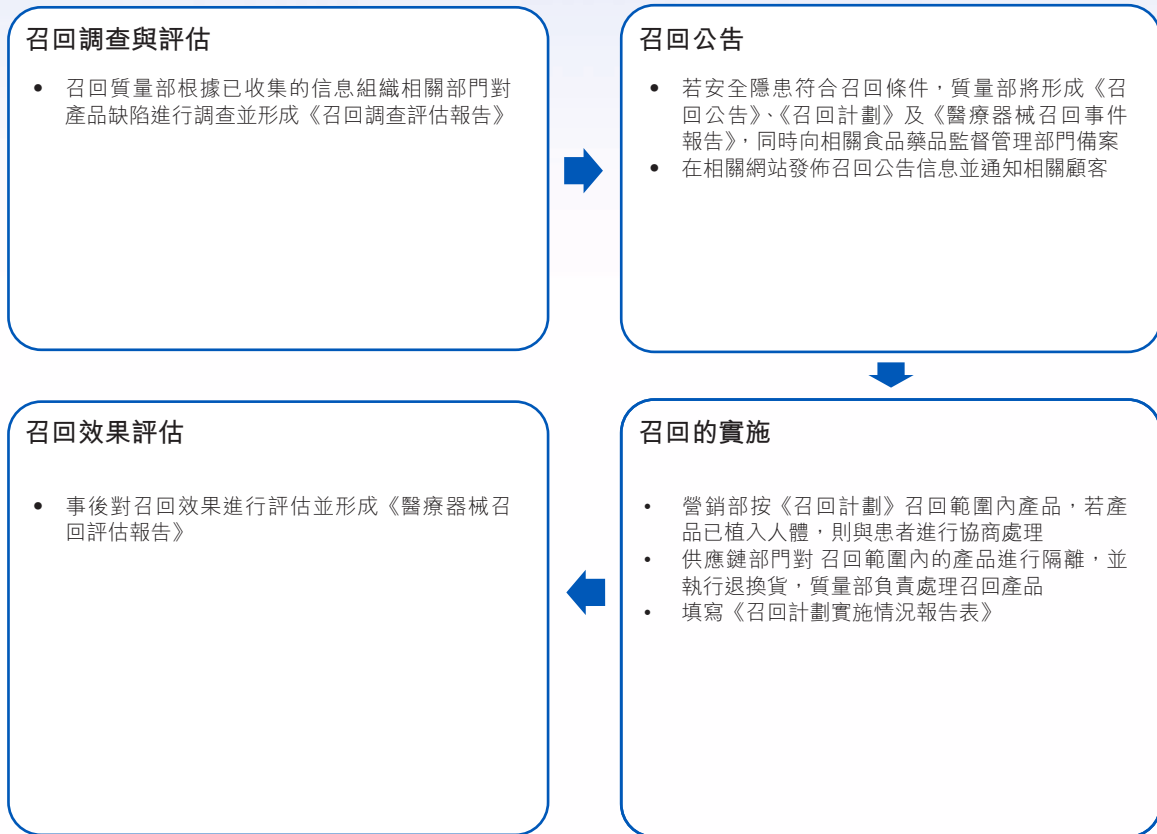 召回調查與評估
• 召回質量部根據已收集的信息組織相關部門對
產品缺陷進行調查並形成《召回調查評估報告》
召回公告
• 若安全隱患符合召回條件，質量部將形成《召
回公告》、《召回計劃》及《醫療器械召回事件
報告》，同時向相關食品藥品監督管理部門備案
• 在相關網站發佈召回公告信息並通知相關顧客
召回的實施
• 營銷部按《召回計劃》召回範圍內產品，若產
品已植入人體，則與患者進行協商處理
• 供應鏈部門對 召回範圍內的產品進行隔離，並
執行退換貨，質量部負責處理召回產品
• 填寫《召回計劃實施情況報告表》
召回效果評估
• 事後對召回效果進行評估並形成《醫療器械召
回評估報告》